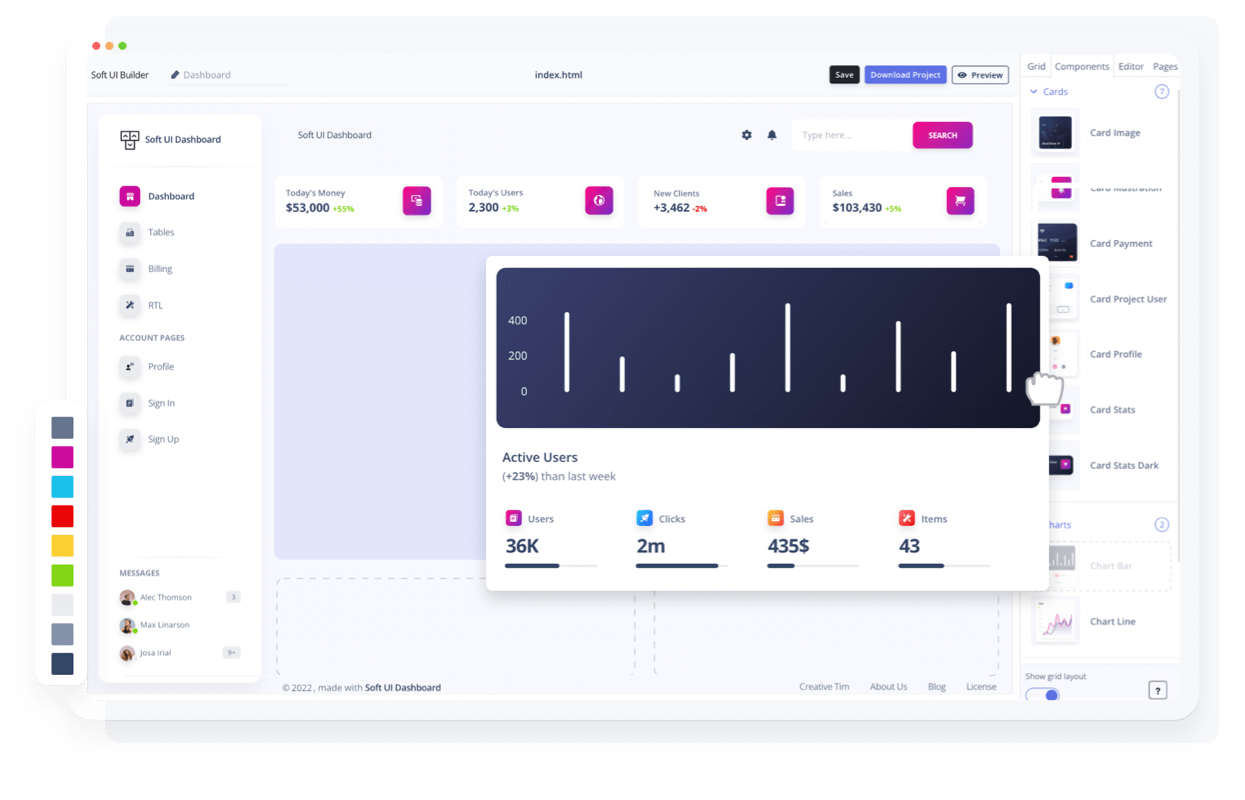 Soft UI Builder
Dashboard
index.html
Save
Download Project
Preview
Grid
Components
Editor
Pages
Cards
?
Card Image
Card Illustration
Card Payment
Card Project User
Card Profile
Card Stats
Card Stats Dark
harts
2
Chart Bar
Chart Line
Show grid layout
?
Soft UI Dashboard
Dashboard
Tables
Billing
RTL
ACCOUNT PAGES
Profile
Sign In
Sign Up
MESSAGES
Alec Thomson
3
Max Linarson
Josa Irial
9+
Soft UI Dashboard
Type here...
SEARCH
Today's Money
$53,000 +55%
Today's Users
2,300 +3%
New Clients
+3,462 -2%
Sales
$103,430 +5%
400
200
0
Active Users
(+23%) than last week
Users
36K
Clicks
2m
Sales
435$
Items
43
© 2022, made with Soft UI Dashboard
Creative Tim
About Us
Blog
License